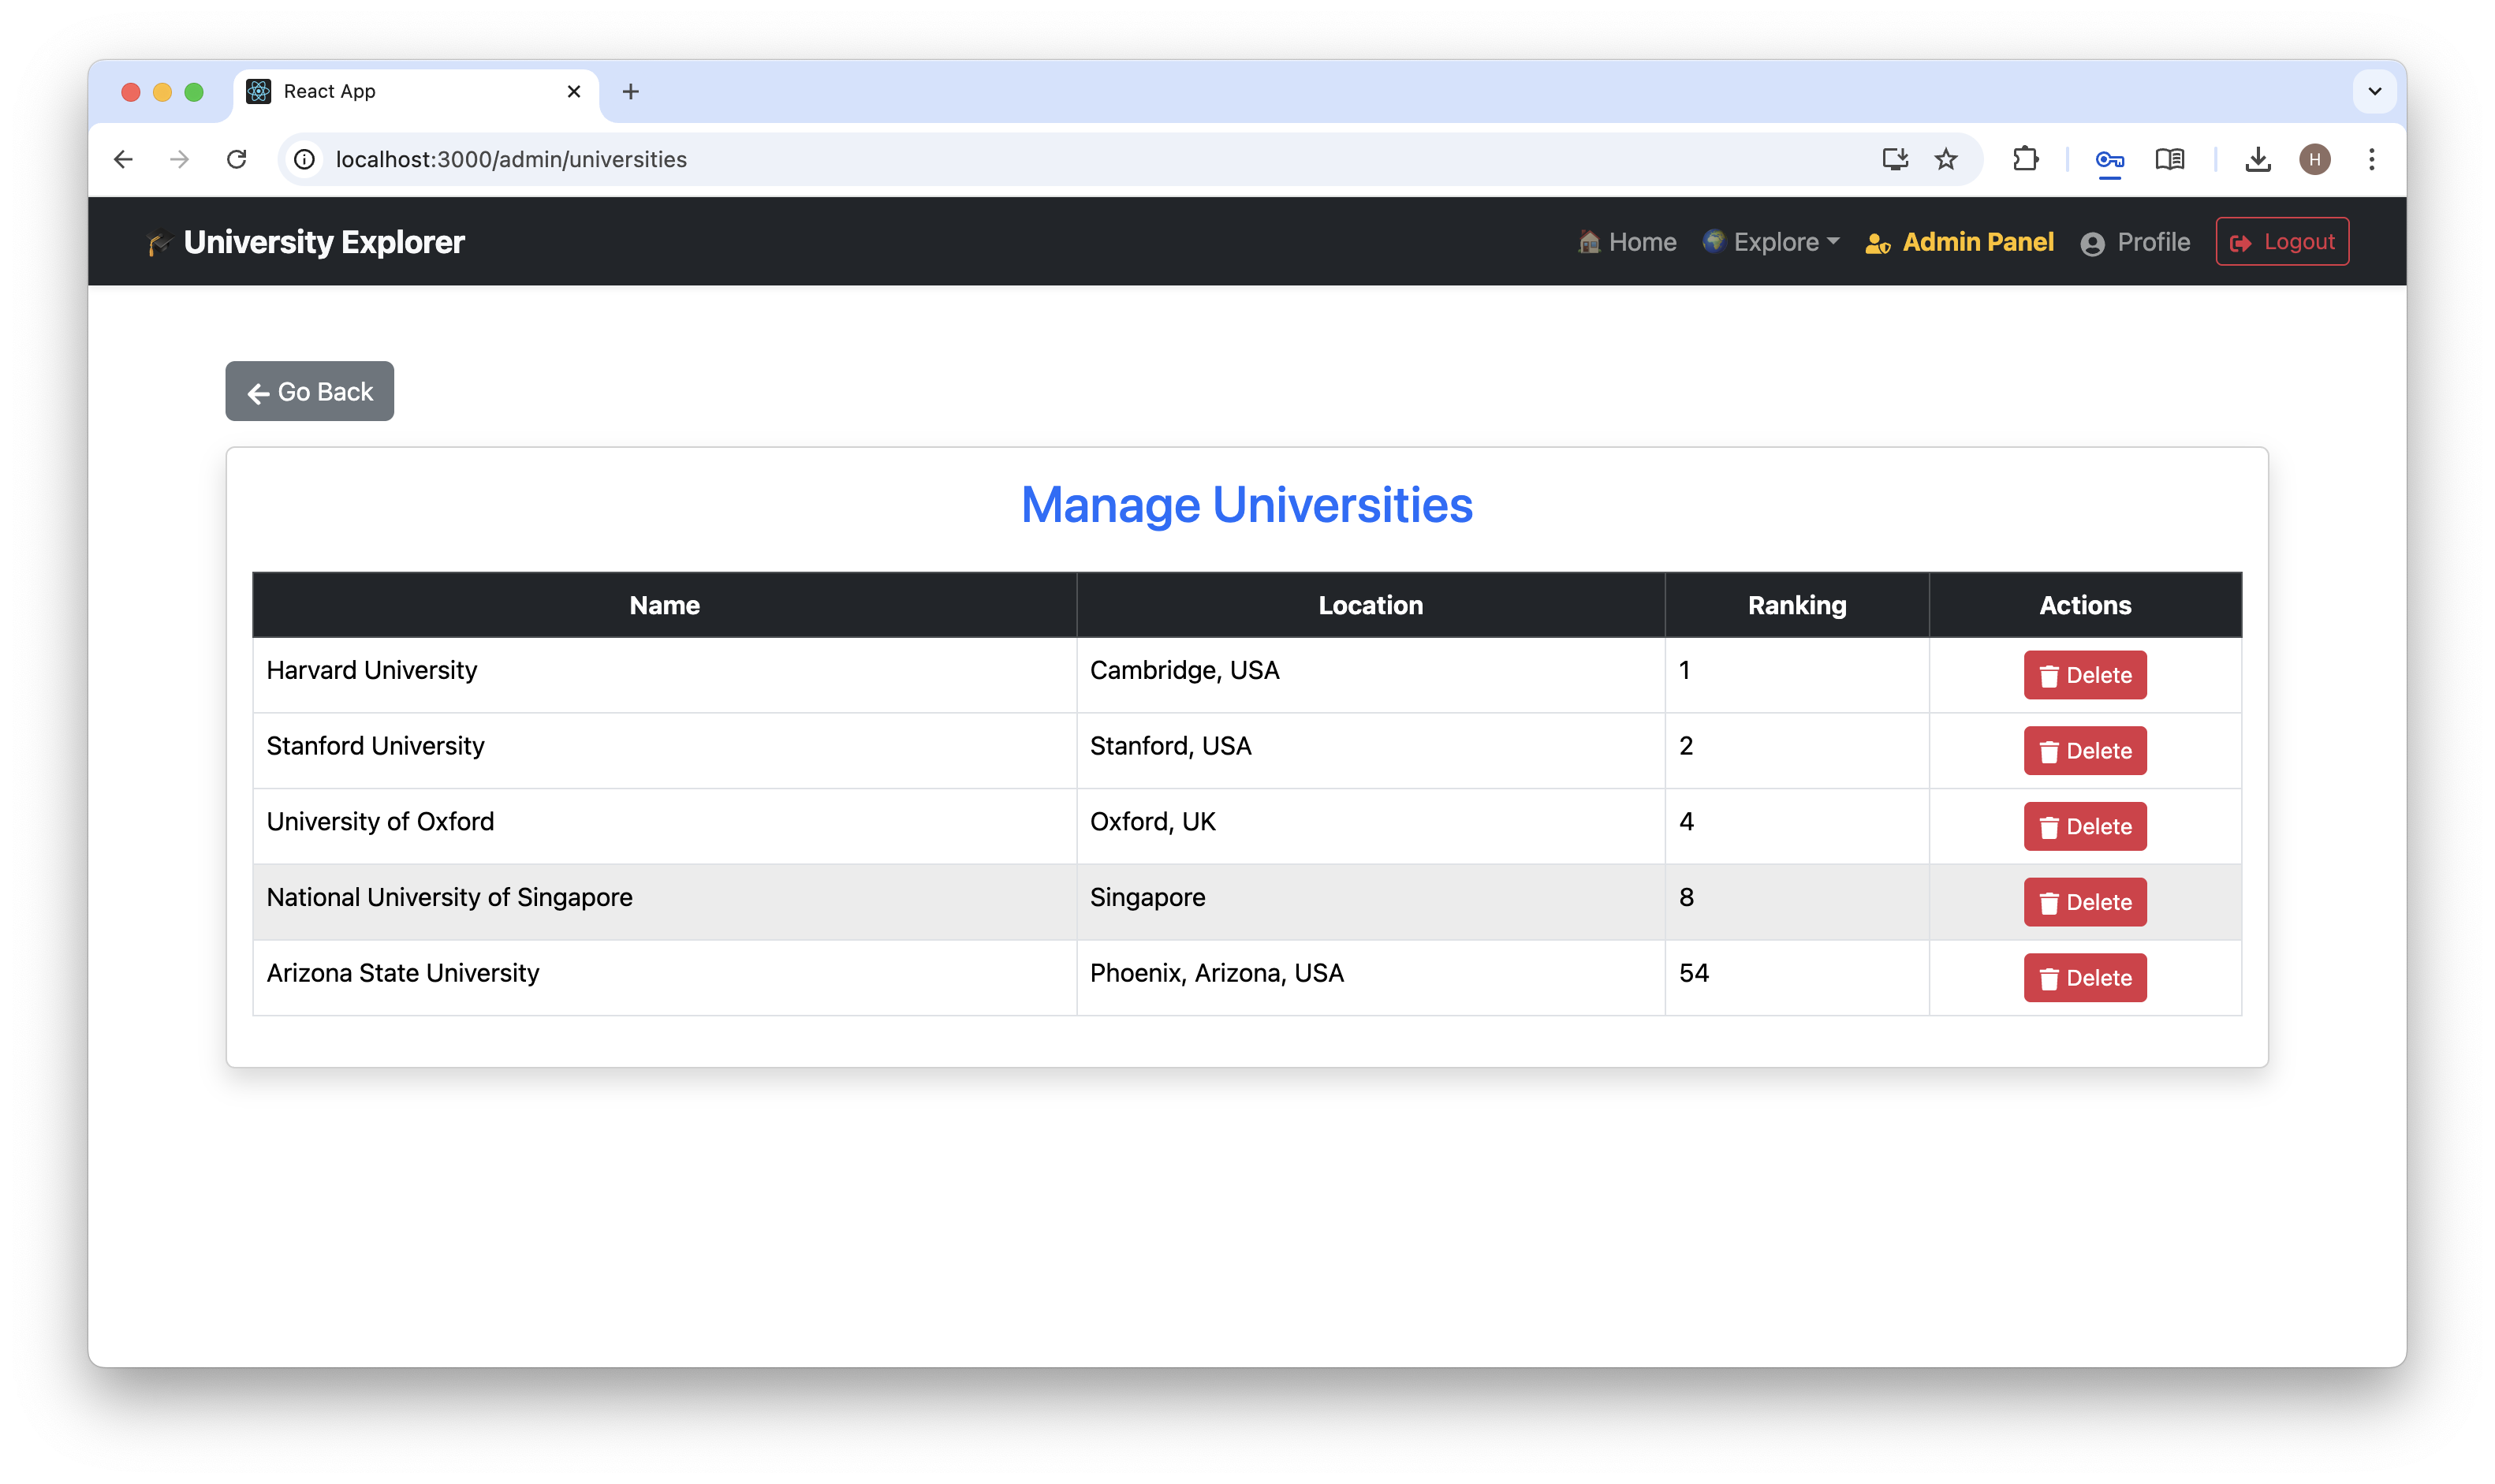 React App
localhost:3000/admin/universities
H
University Explorer
Home Explore Admin Panel Profile Logout
Go Back
Manage Universities
Name Location Ranking Actions
Harvard University Cambridge, USA 1 Delete
Stanford University Stanford, USA 2 Delete
University of Oxford Oxford, UK 4 Delete
National University of Singapore Singapore 8 Delete
Arizona State University Phoenix, Arizona, USA 54 Delete